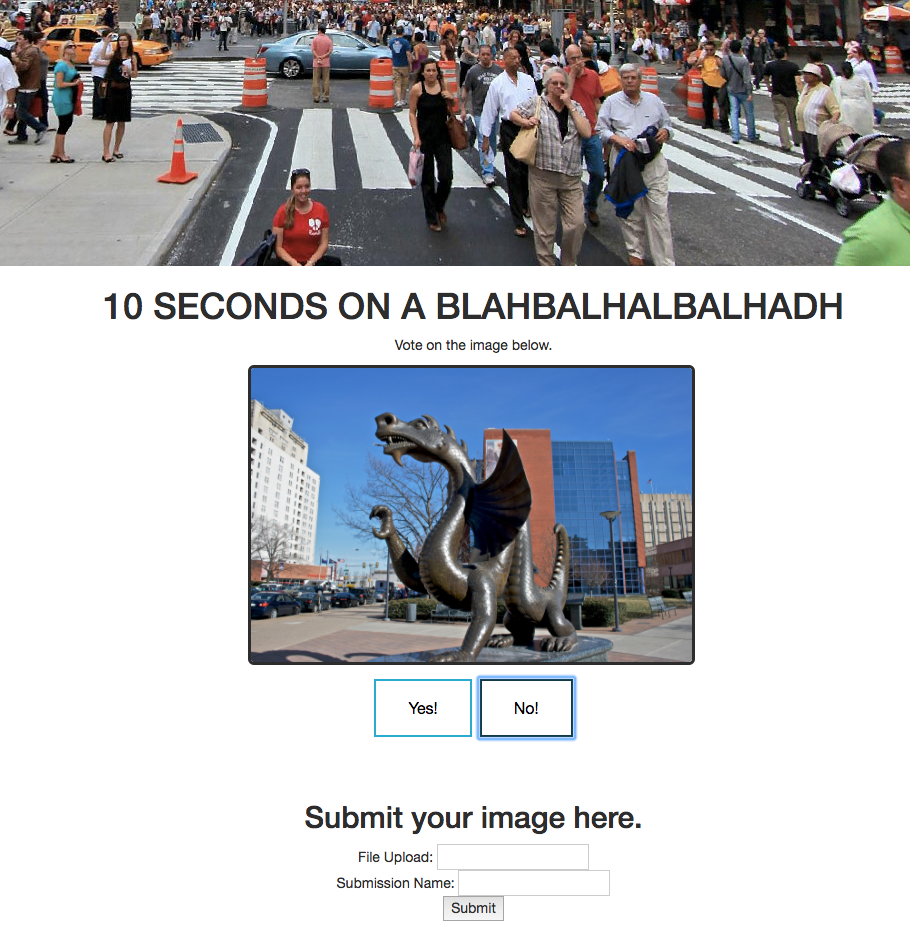 10 SECONDS ON A BLAHBALHALBALHADH
Vote on the image below.
Yes!
No!
Submit your image here.
File Upload:
Submission Name:
Submit